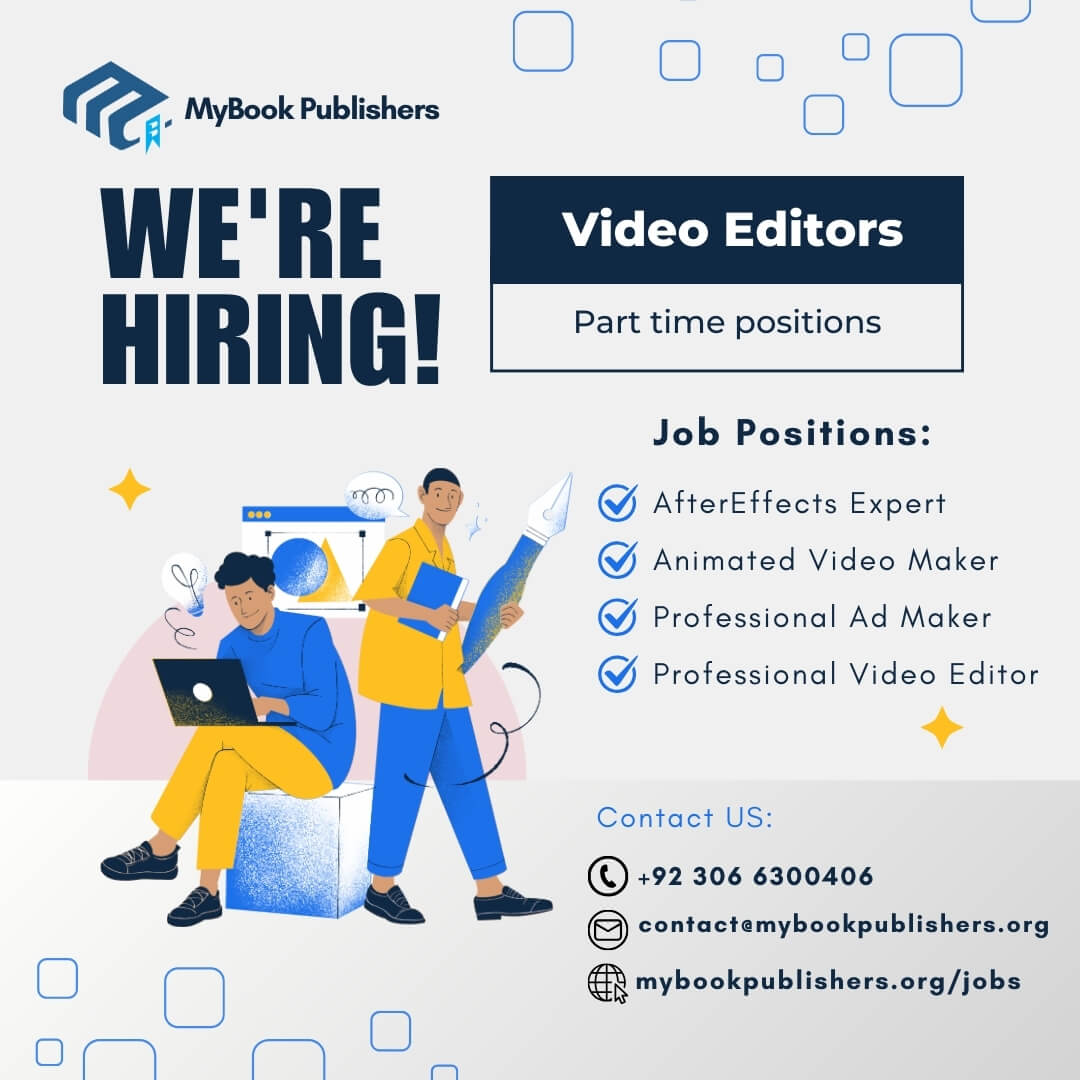 MyBook Publishers
WE'RE
HIRING!
Video Editors
Part time positions
Job Positions:
AfterEffects Expert
Animated Video Maker
Professional Ad Maker
Professional Video Editor
Contact US:
+92 306 6300406
contact@mybookpublishers.org
mybookpublishers.org/jobs